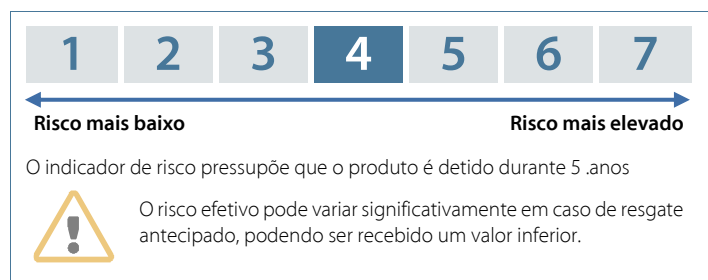 1 2 3 4 5 6 7
Risco mais baixo Risco mais elevado
O indicador de risco pressupõe que o produto é detido durante 5 .anos
O risco efetivo pode variar significativamente em caso de resgate
antecipado, podendo ser recebido um valor inferior.